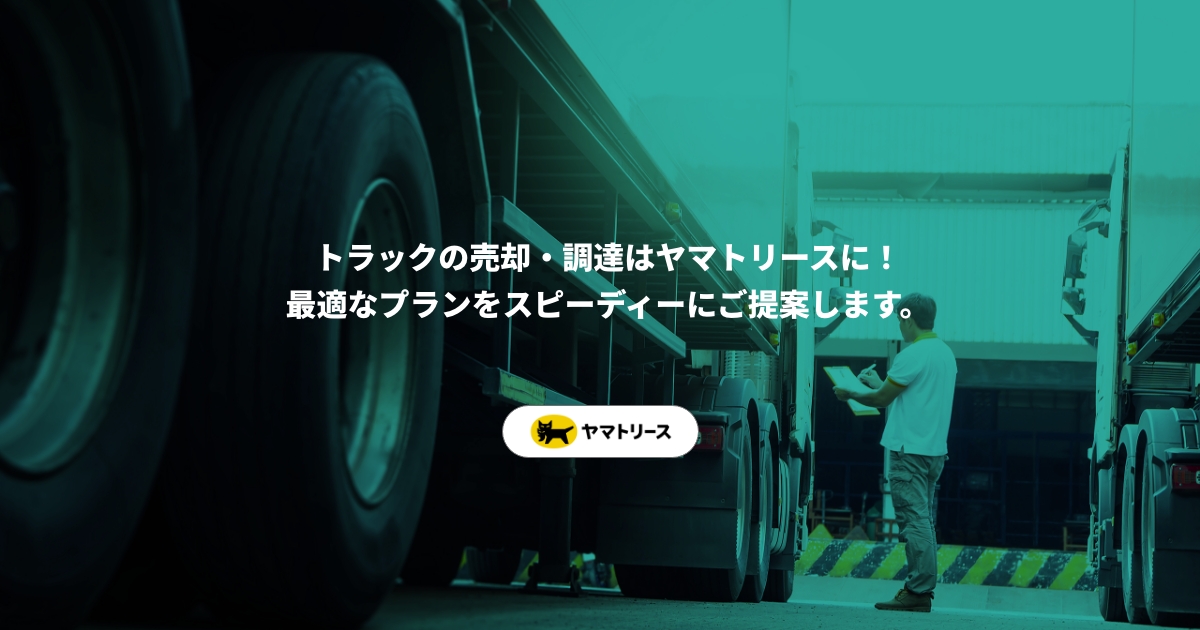 トラックの売却・調達はヤマトリースに！
最適なプランをスピーディーにご提案します。
ヤマトリース